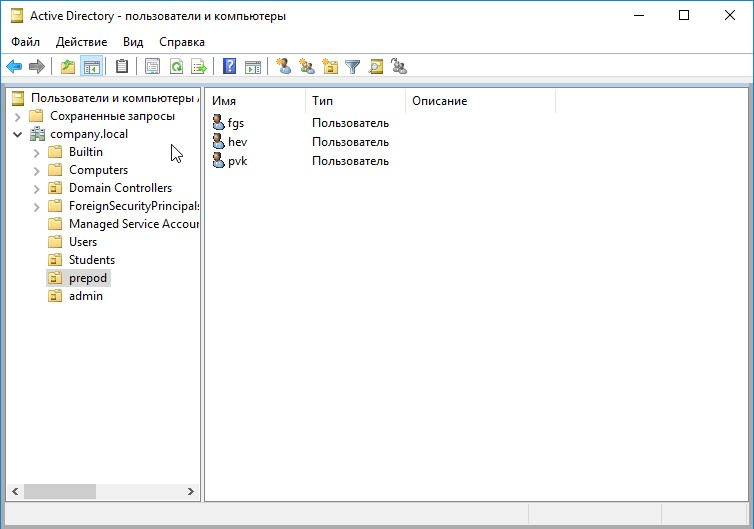 Active Directory - пользователи и компьютеры
Файл Действие Вид Справка
Пользователи и компьютеры
Сохраненные запросы
company.local
Builtin
Computers
Domain Controllers
ForeignSecurityPrincipals
Managed Service Accour
Users
Students
prepod
admin
Имя Тип Описание
fgs Пользователь
hev Пользователь
pvk Пользователь